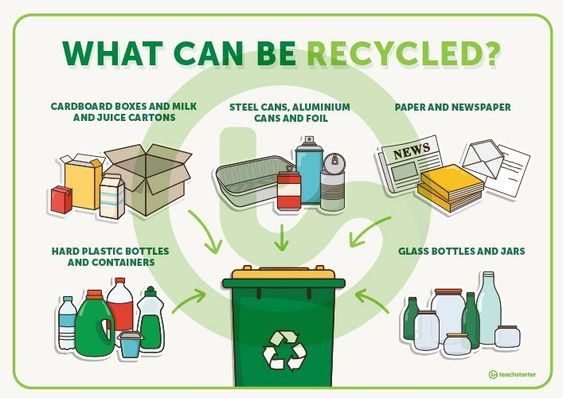 WHAT CAN BE RECYCLED?
CARDBOARD BOXES AND MILK
AND JUICE CARTONS
STEEL CANS, ALUMINIUM
CANS AND FOIL
PAPER AND NEWSPAPER
NEWS
HARD PLASTIC BOTTLES
AND CONTAINERS
GLASS BOTTLES AND JARS
teachstarter